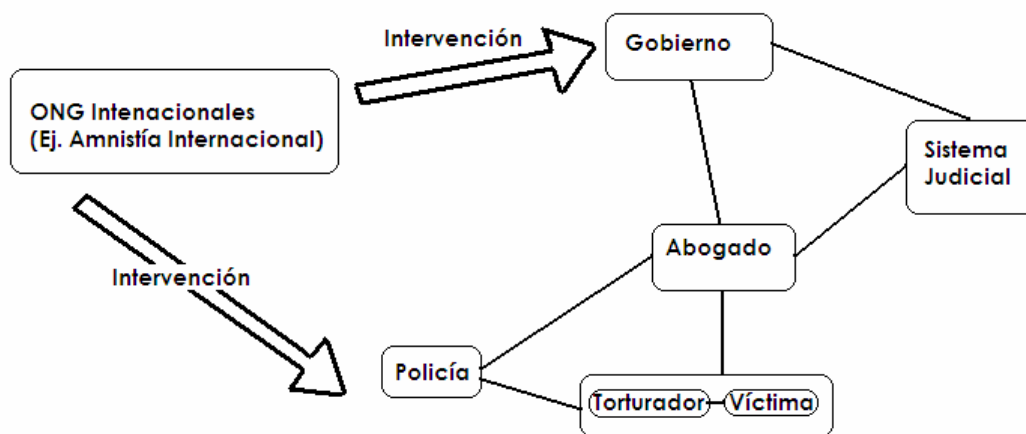 Intervención
Gobierno
ONG Intenacionales
(Ej. Amnistía Internacional)
Sistema
Judicial
Abogado
Intervención
Policía
Torturador
Víctima